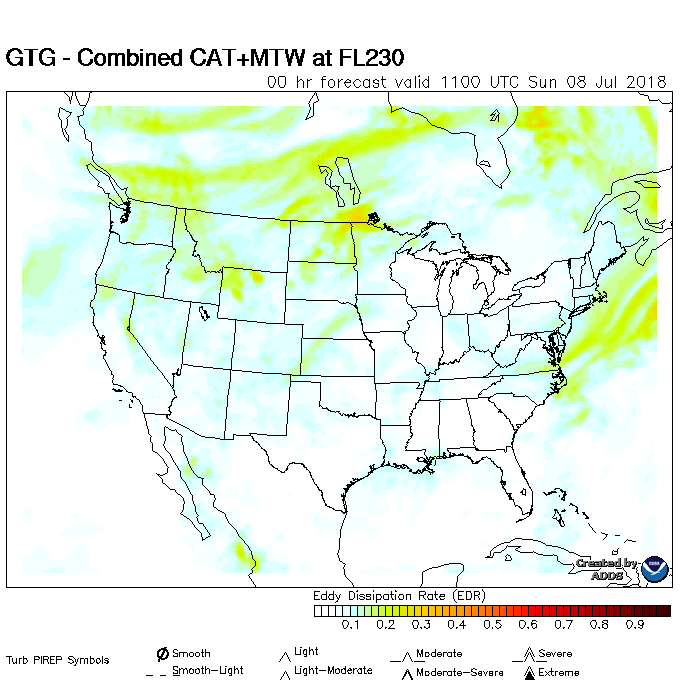 GTG - Combined CAT+MTW at FL230
00 hr forecast valid 1100 UTC Sun 08 Jul 2018
Created by
ADDS
Eddy Dissipation Rate (EDR)
0.1 0.2 0.3 0.4 0.5 0.6 0.7 0.8 0.9
Turb PIREP Symbols
Smooth Light Moderate Severe
Smooth-Light Light-Moderate Moderate-Severe Extreme